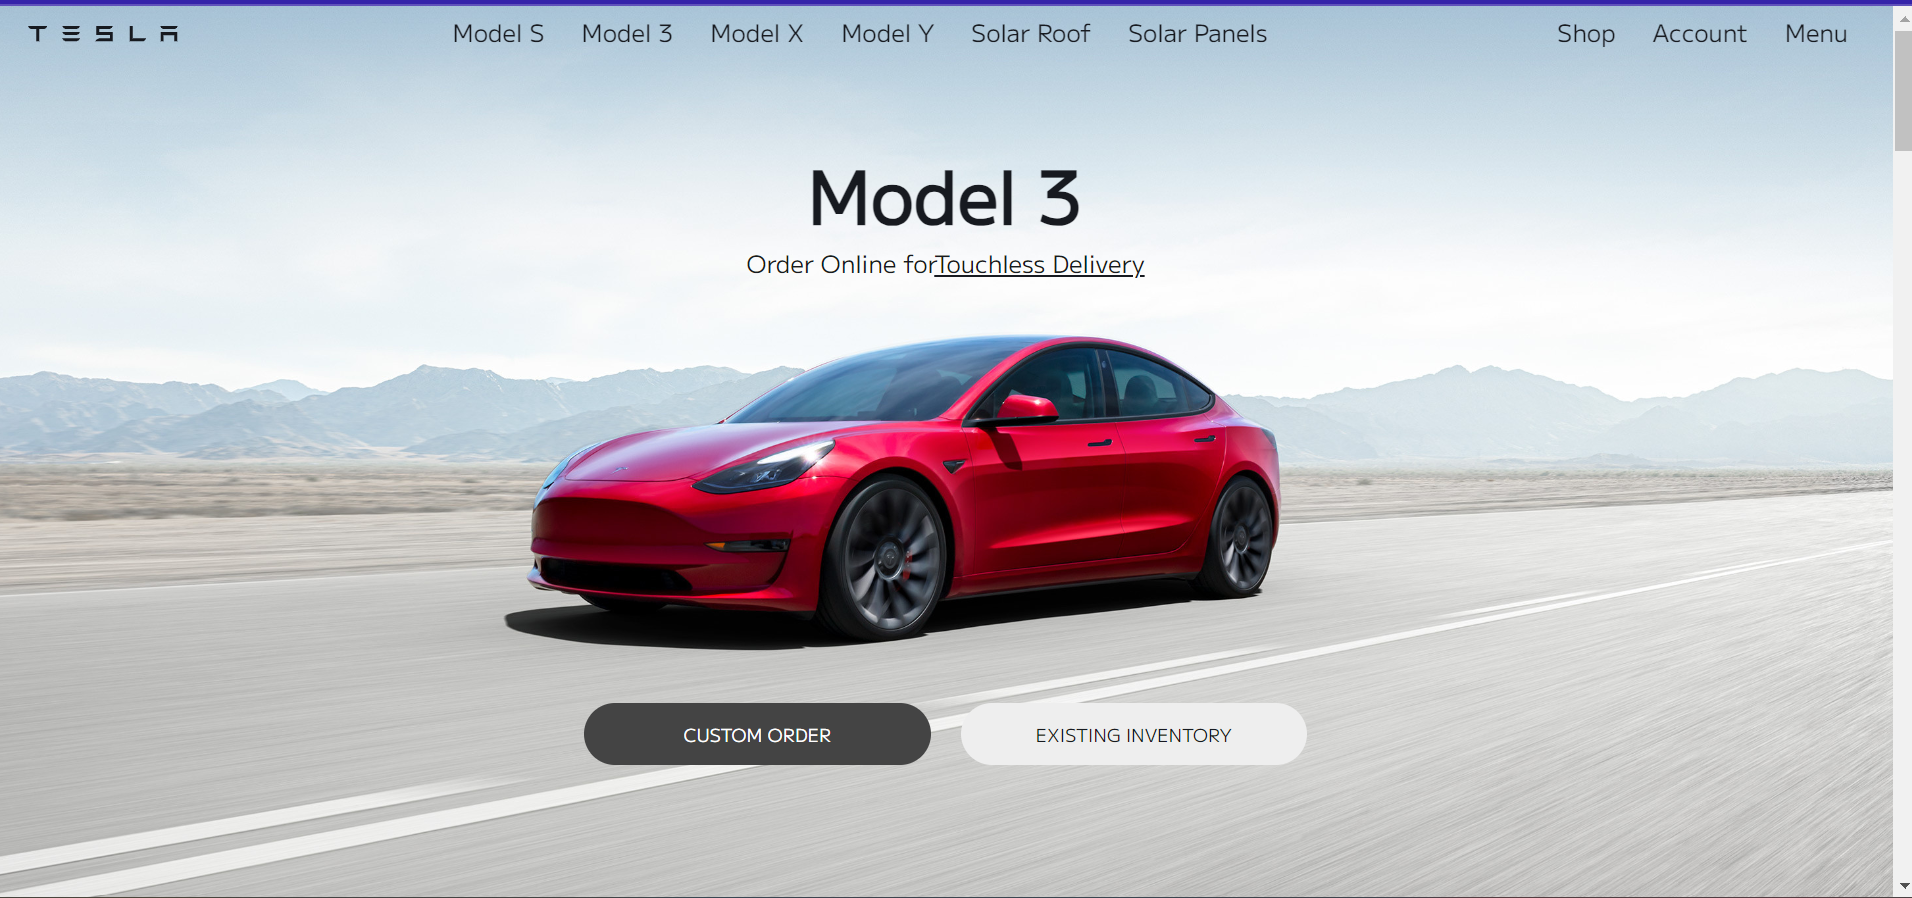 TESLA
Model S
Model 3
Model X
Model Y
Solar Roof
Solar Panels
Shop
Account
Menu
Model 3
Order Online forTouchless Delivery
CUSTOM ORDER
EXISTING INVENTORY